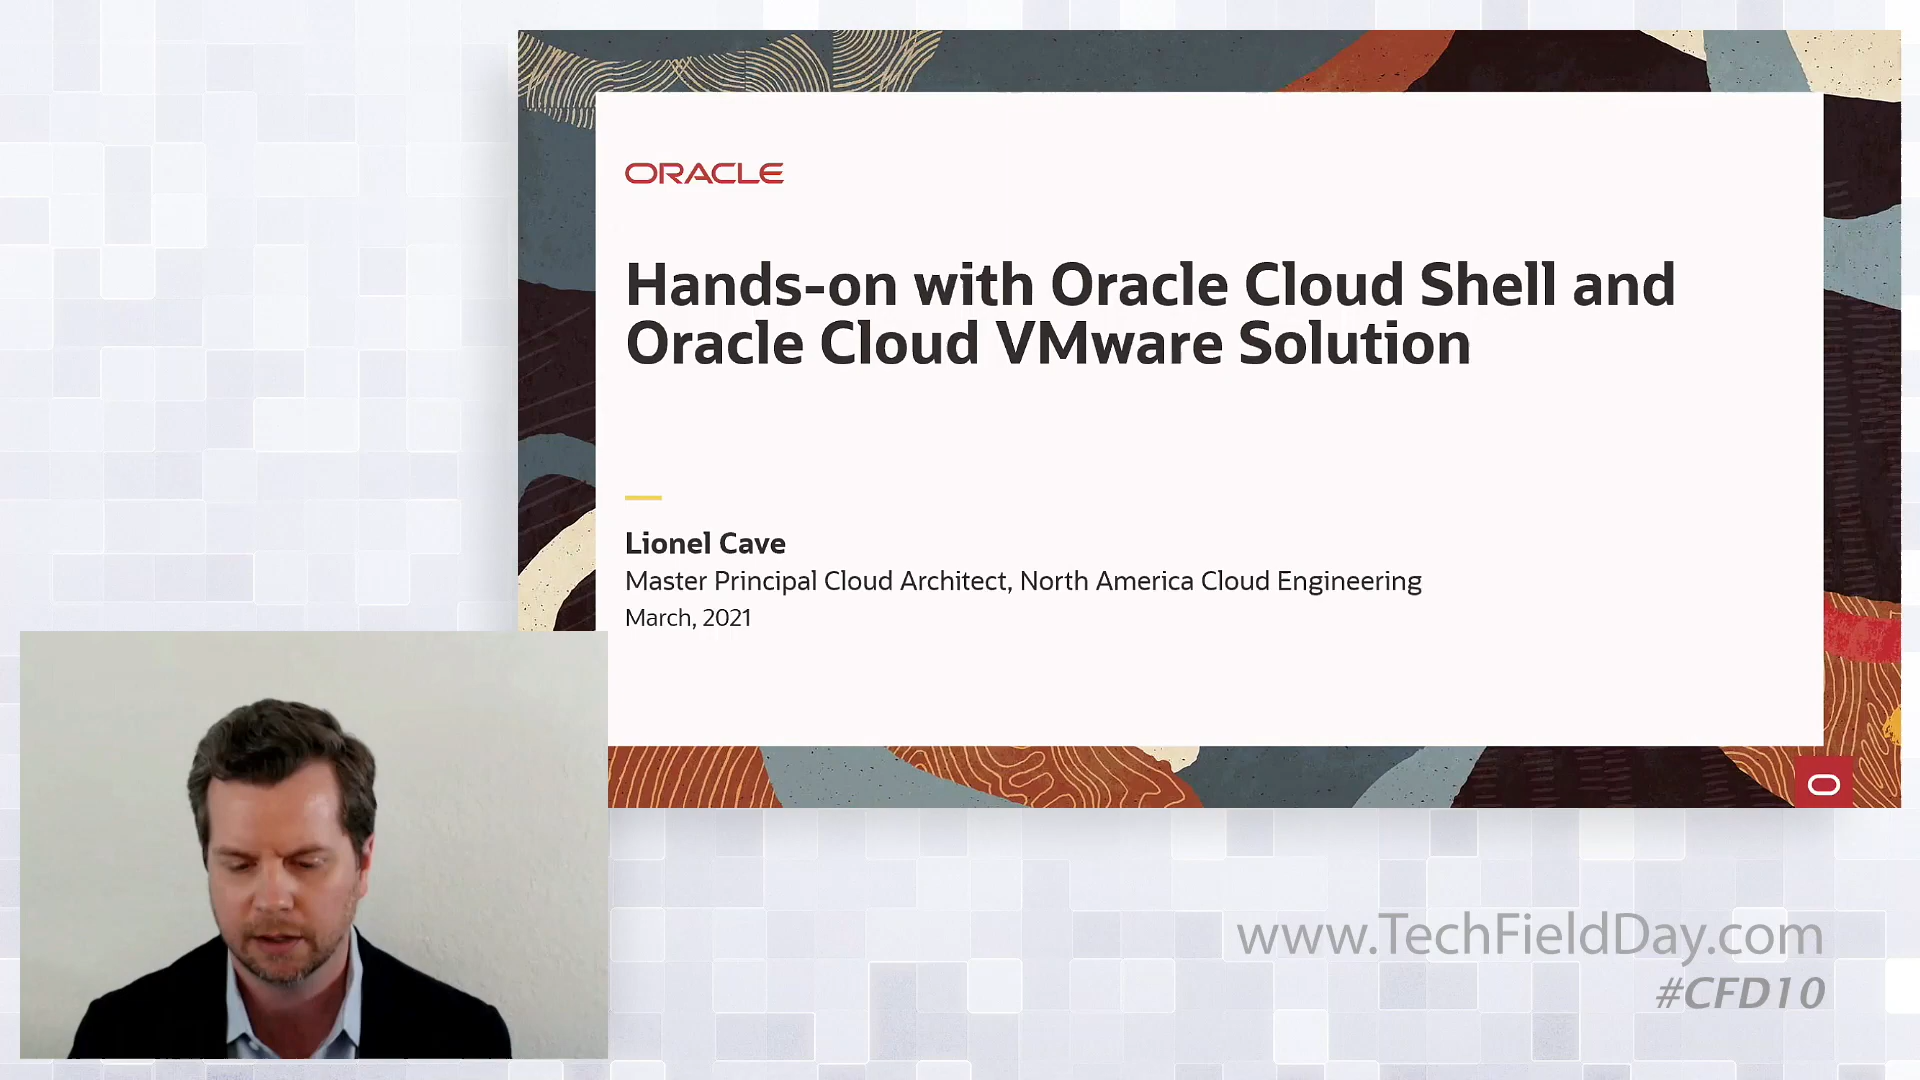 ORACLE
Hands-on with Oracle Cloud Shell and
Oracle Cloud VMware Solution
Lionel Cave
Master Principal Cloud Architect, North America Cloud Engineering
March, 2021
www.TechFieldDay.com
#CFD10